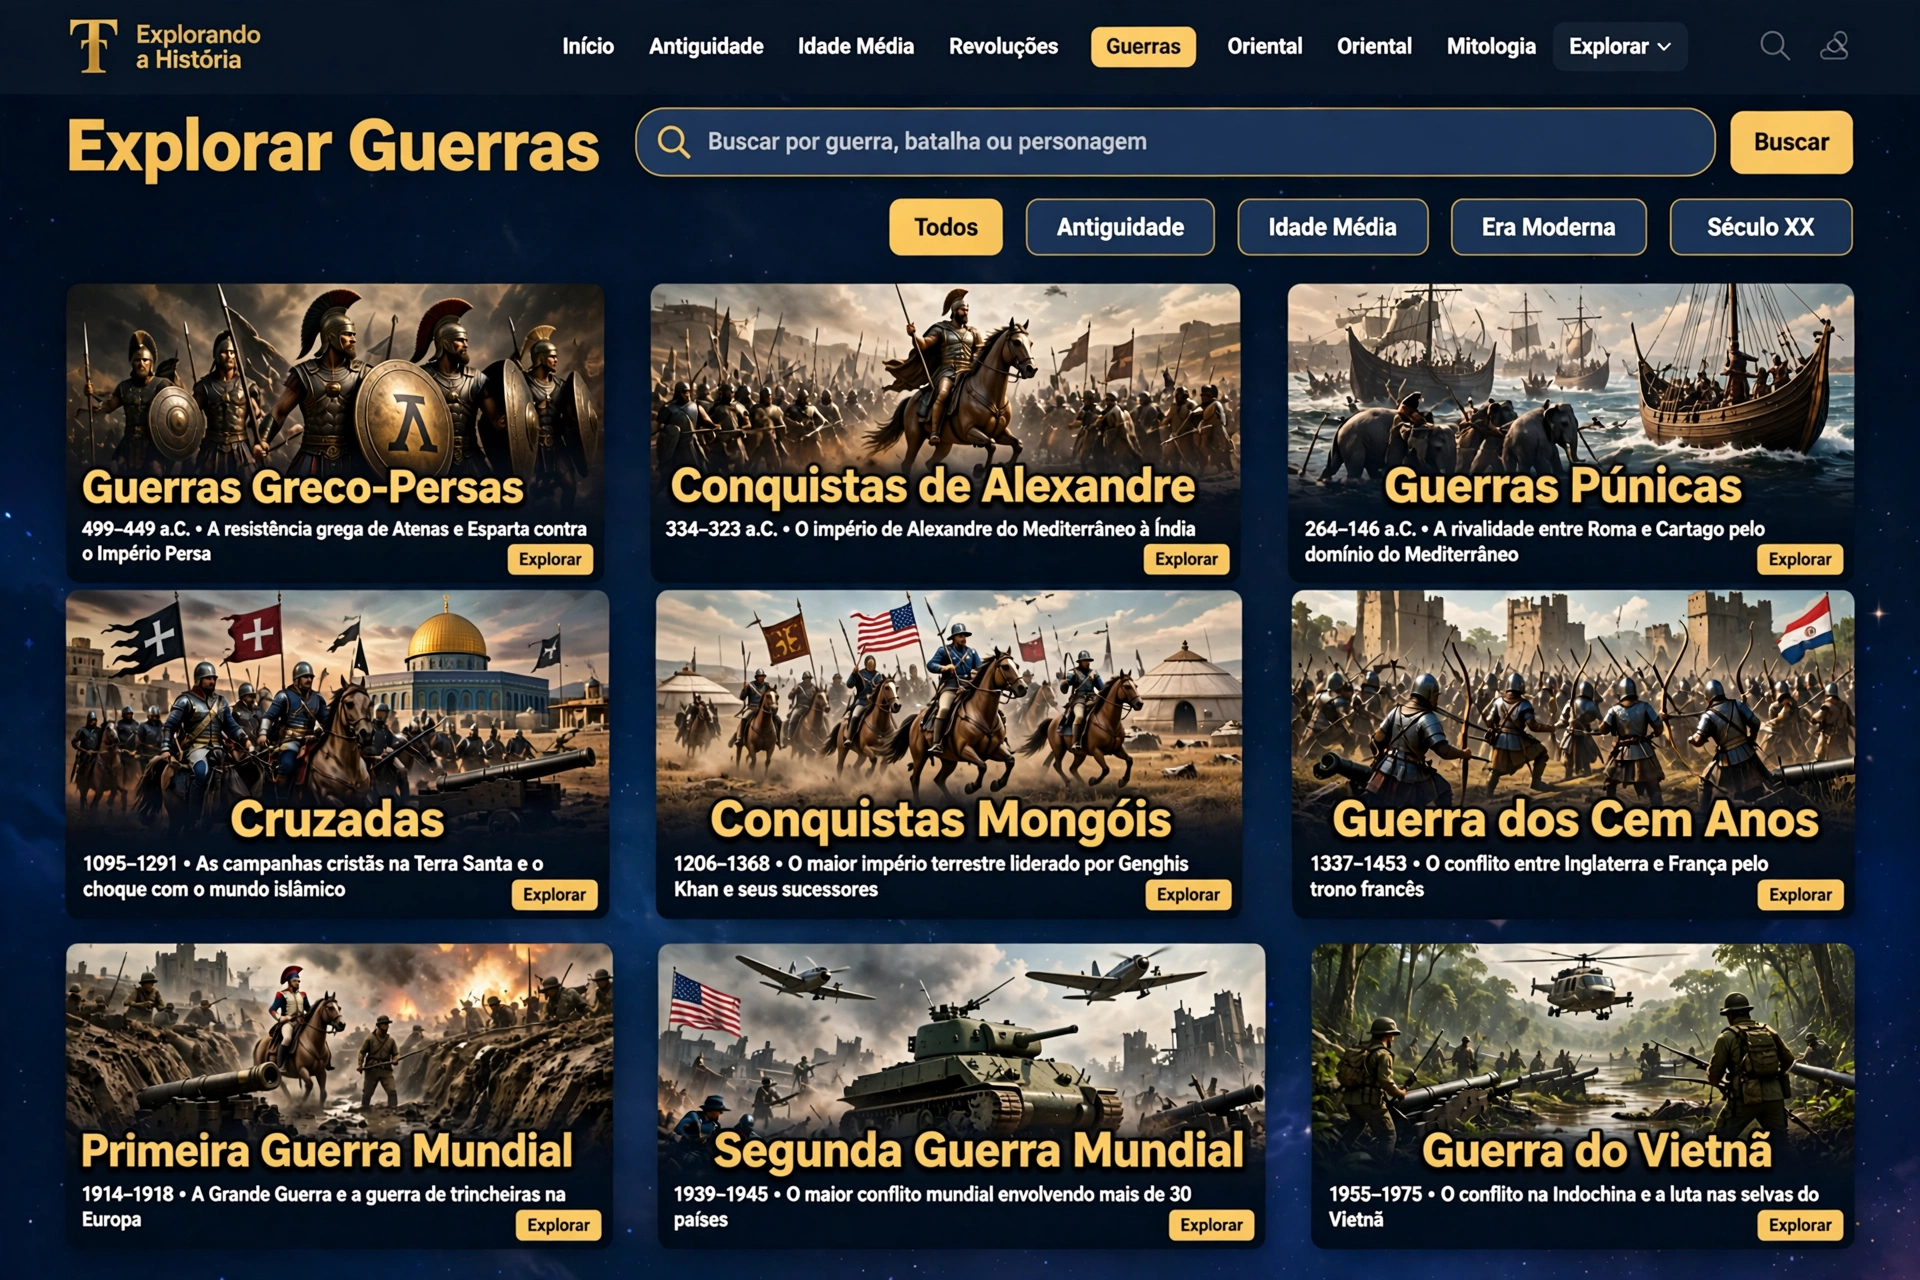 Explorando
a História
Início
Antiguidade
Idade Média
Revoluções
Guerras
Oriental
Oriental
Mitologia
Explorar
Explorar Guerras
Buscar por guerra, batalha ou personagem
Buscar
Todos
Antiguidade
Idade Média
Era Moderna
Século XX
Guerras Greco-Persas
499–449 a.C. • A resistência grega de Atenas e Esparta contra
o Império Persa
Explorar
Conquistas de Alexandre
334–323 a.C. • O império de Alexandre do Mediterrâneo à Índia
Explorar
Guerras Púnicas
264–146 a.C. • A rivalidade entre Roma e Cartago pelo
domínio do Mediterrâneo
Explorar
Cruzadas
1095–1291 • As campanhas cristãs na Terra Santa e o
choque com o mundo islâmico
Explorar
Conquistas Mongóis
1206–1368 • O maior império terrestre liderado por Genghis
Khan e seus sucessores
Explorar
Guerra dos Cem Anos
1337–1453 • O conflito entre Inglaterra e França pelo
trono francês
Explorar
Primeira Guerra Mundial
1914–1918 • A Grande Guerra e a guerra de trincheiras na
Europa
Explorar
Segunda Guerra Mundial
1939–1945 • O maior conflito mundial envolvendo mais de 30
países
Explorar
Guerra do Vietnã
1955–1975 • O conflito na Indochina e a luta nas selvas do
Vietnã
Explorar